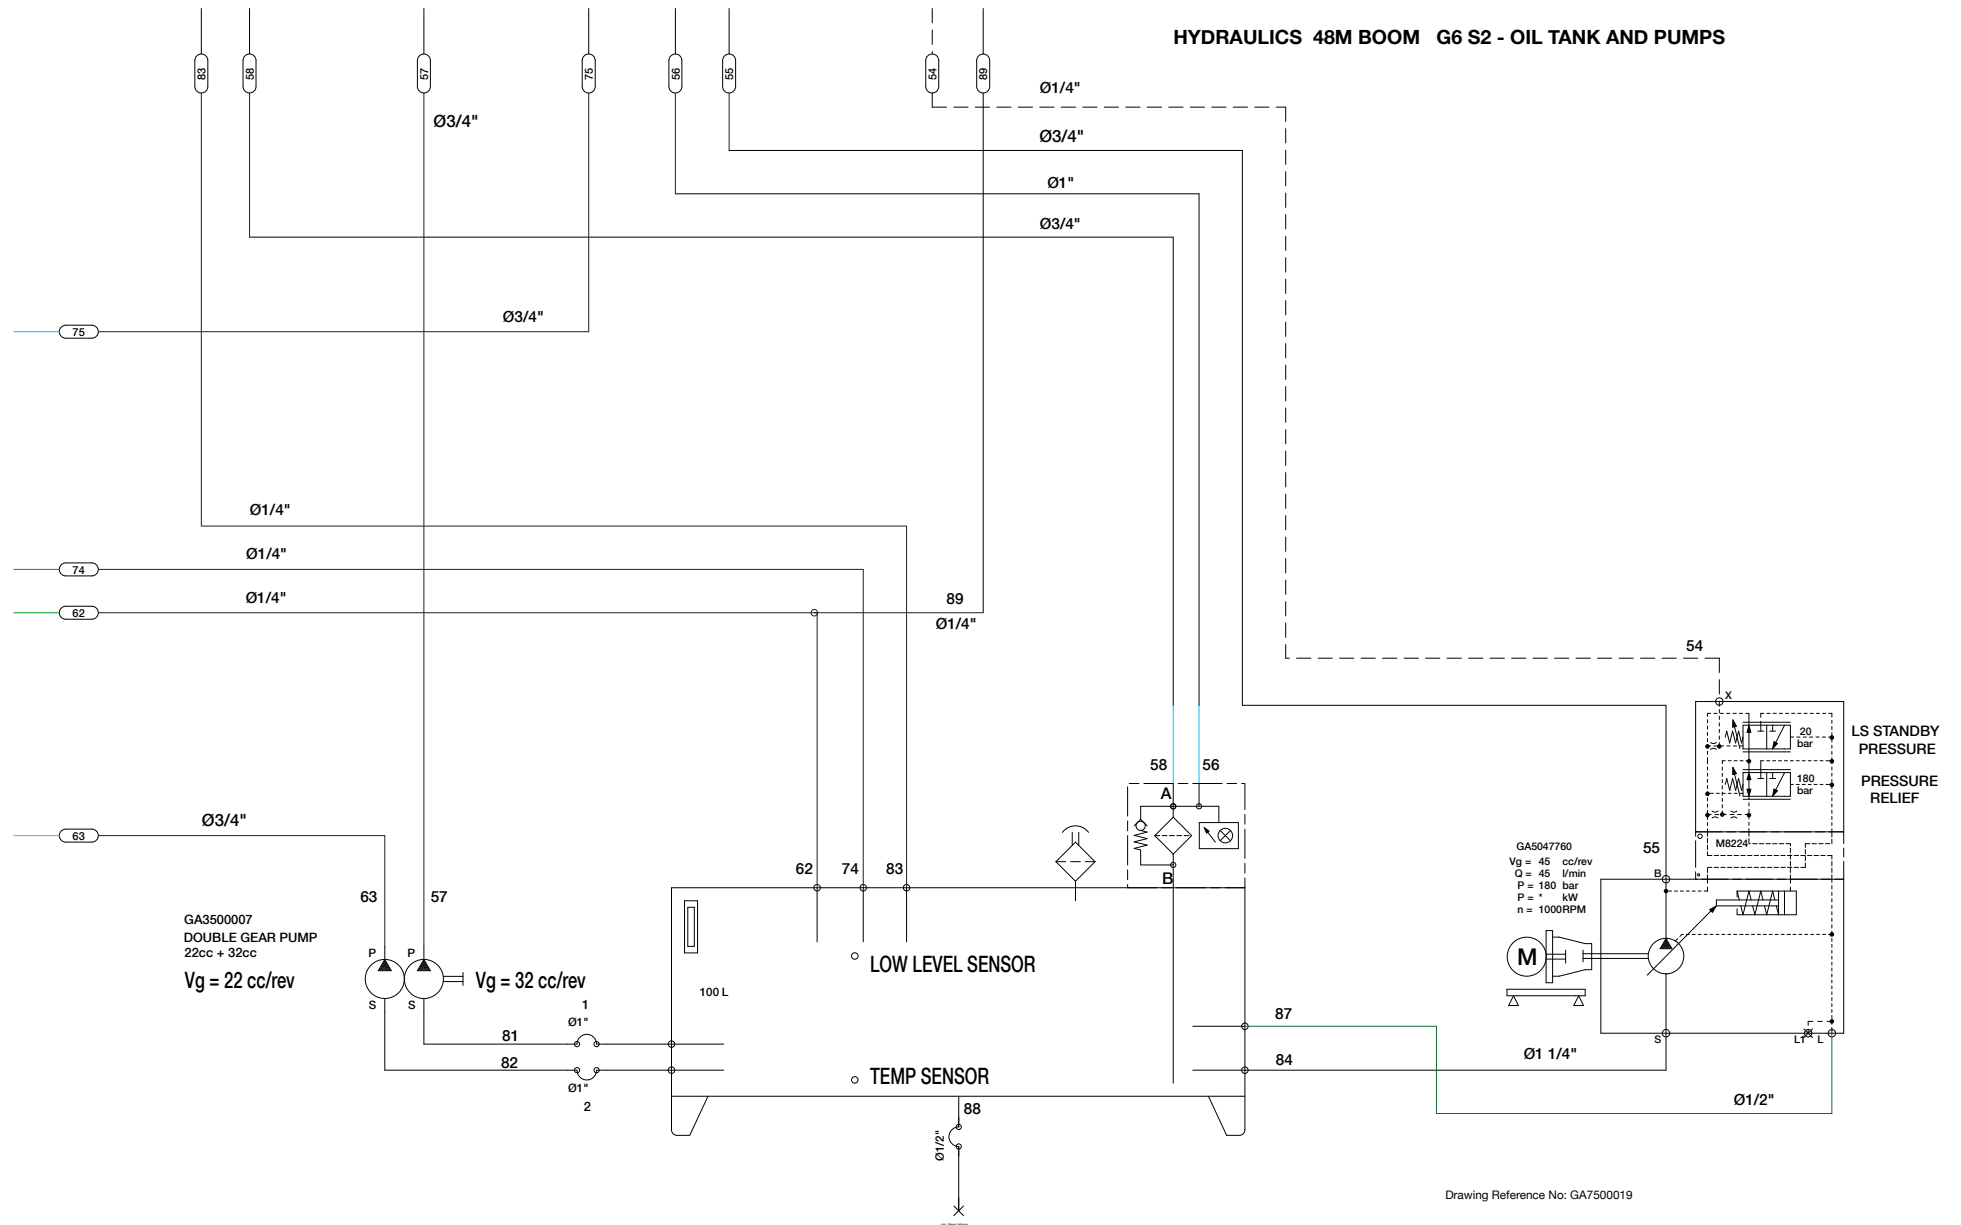 HYDRAULICS 48M BOOM G6 S2 - OIL TANK AND PUMPS
83
58
57
75
56
55
54
89
Ø1/4"
Ø3/4"
Ø3/4"
Ø1"
Ø3/4"
75
Ø3/4"
Ø1/4"
74
Ø1/4"
62
Ø1/4"
89
Ø1/4"
54
X
20
bar
LS STANDBY
PRESSURE
180
bar
PRESSURE
RELIEF
M8224
58
56
A
B
63
Ø3/4"
62
74
83
55
B
GA5047760
Vg = 45 cc/rev
Q = 45 l/min
P = 180 bar
P = * kW
n = 1000RPM
63
57
GA3500007
DOUBLE GEAR PUMP
22cc + 32cc
Vg = 22 cc/rev
P
P
S
S
Vg = 32 cc/rev
LOW LEVEL SENSOR
100 L
M
1
Ø1"
81
82
Ø1"
2
TEMP SENSOR
87
84
Ø1 1/4"
S
L1
L
Ø1/2"
88
Ø1/2"
Drawing Reference No: GA7500019